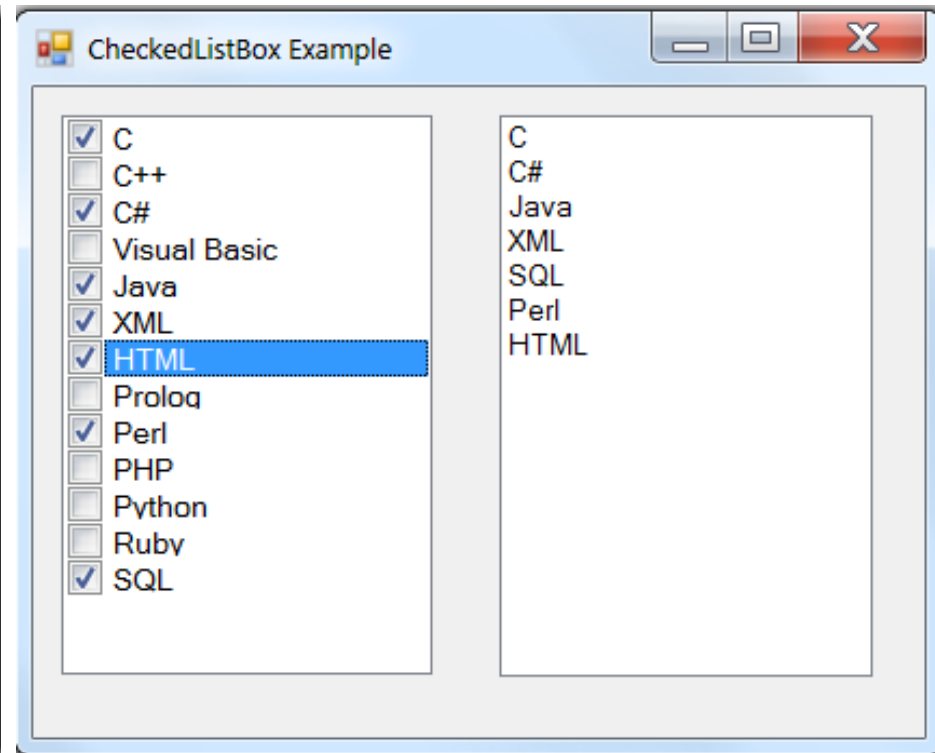 CheckedListBox Example
C
C++
C#
Visual Basic
Java
XML
HTML
Prolog
Perl
PHP
Python
Ruby
SQL
C
C#
Java
XML
SQL
Perl
HTML